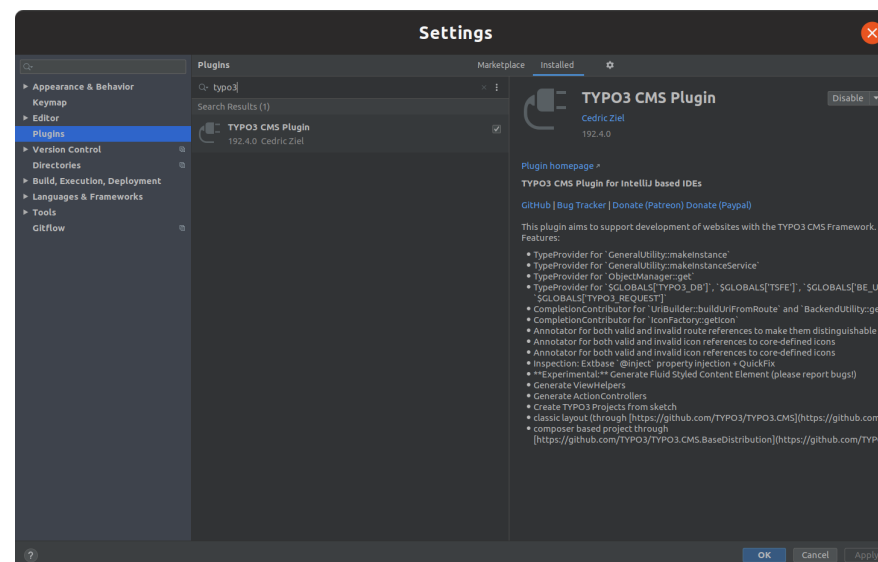 Settings
Plugins
Marketplace
Installed
typo3
Search Results (1)
TYPO3 CMS Plugin
192.4.0 Cedric Ziel
Appearance & Behavior
Keymap
Editor
Plugins
Version Control
Directories
Build, Execution, Deployment
Languages & Frameworks
Tools
Gitflow
TYPO3 CMS Plugin
Disable
Cedric Ziel
192.4.0
Plugin homepage
TYPO3 CMS Plugin for IntelliJ based IDEs
GitHub | Bug Tracker | Donate (Patreon) Donate (Paypal)
This plugin aims to support development of websites with the TYPO3 CMS Framework.
Features:
• TypeProvider for `GeneralUtility::makeInstance`
• TypeProvider for `GeneralUtility::makeInstanceService`
• TypeProvider for `ObjectManager::get`
• TypeProvider for `$GLOBALS['TYPO3_DB']`, `$GLOBALS['TSFE']`, `$GLOBALS['BE_U
`$GLOBALS['TYPO3_REQUEST']`
• CompletionContributor for `UriBuilder::buildUriFromRoute` and `BackendUtility::ge
• CompletionContributor for `IconFactory::getIcon`
• Annotator for both valid and invalid route references to make them distinguishable
• Annotator for both valid and invalid icon references to core-defined icons
• Annotator for both valid and invalid icon references to core-defined icons
• Inspection: Extbase `@inject` property injection + QuickFix
• **Experimental:** Generate Fluid Styled Content Element (please report bugs!)
• Generate ViewHelpers
• Generate ActionControllers
• Create TYPO3 Projects from sketch
• classic layout (through [https://github.com/TYPO3/TYPO3.CMS](https://github.com
• composer based project through
[https://github.com/TYPO3/TYPO3.CMS.BaseDistribution](https://github.com/TYP
?
OK
Cancel
Apply